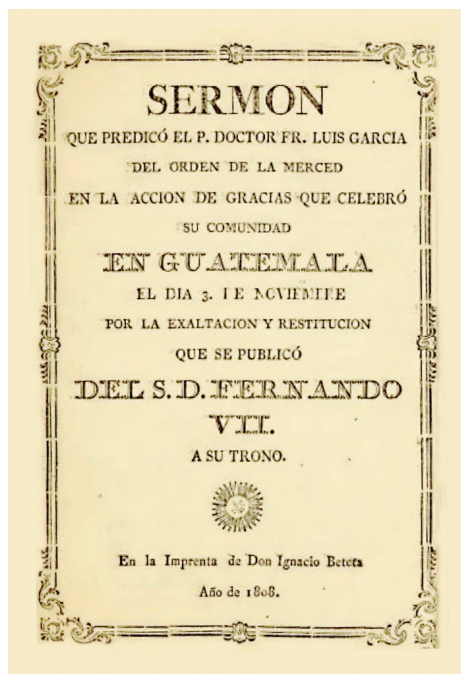 SERMON
QUE PREDICÓ EL P. DOCTOR FR. LUIS GARCIA
DEL ORDEN DE LA MERCED
EN LA ACCION DE GRACIAS QUE CELEBRÓ
SU COMUNIDAD
EN GUATEMALA
EL DIA 3. DE NOVIEMBRE
POR LA EXALTACION Y RESTITUCION
QUE SE PUBLICÓ
DEL S. D. FERNANDO
VII.
A SU TRONO.
En la Imprenta de Don Ignacio Beteta
Año de 1808.